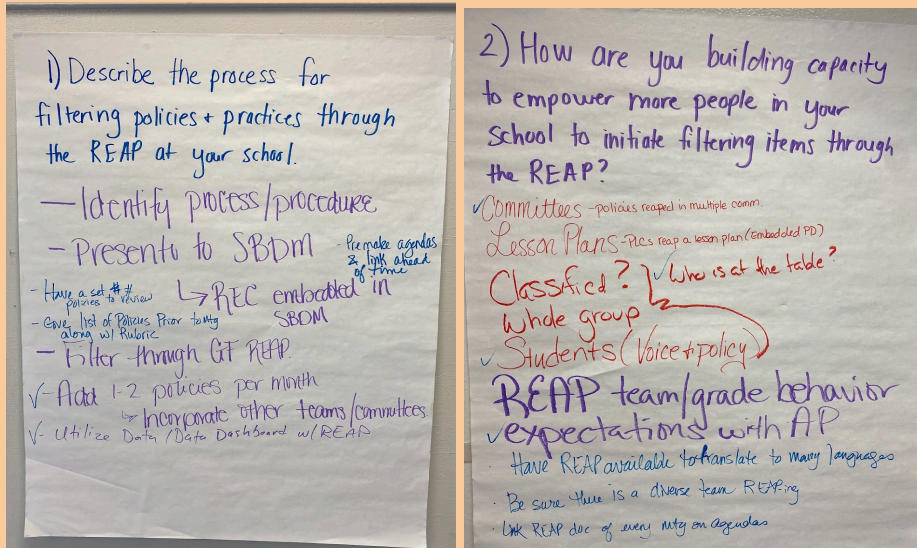 1) Describe the process for
filtering policies + practices through
the REAP at your school.
— Identify process/procedure
- Present to SBDM
- Premake agendas
& link ahead
of time
↳ REC embedded in
SBDM
- Have a set # #
policies to review
- Give list of Policies Prior to mtg
along w/ Rubric
- Filter through GF REAP.
✓- Add 1-2 policies per month
↳ Incorporate other teams/committees
✓- Utilize Data/Data Dashboard w/REAP
2) How are you building capacity
to empower more people in your
school to initiate filtering items through
the REAP?
✓Committees - policies reaped in multiple comm.
Lesson Plans - PLCs reap a lesson plan (Embedded PD)
Classified? ✓ Who is at the table?
Whole group
✓ Students (Voice + policy)
REAP team/grade behavior
✓expectations with AP
· Have REAP available to translate to many languages
· Be sure there is a diverse team REAPing
· Link REAP doc of every mtg on agendas